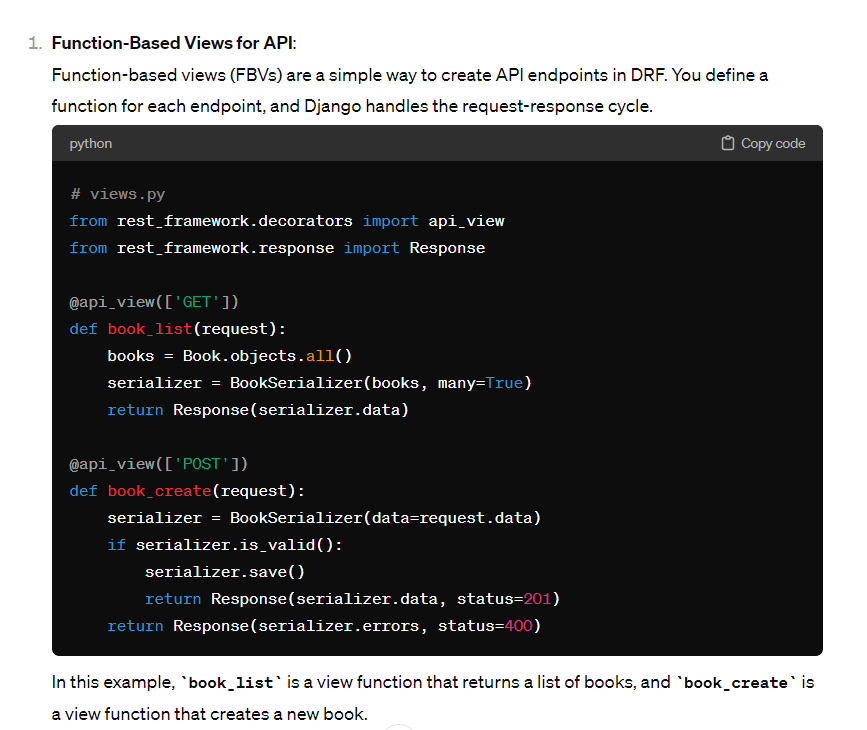 1. Function-Based Views for API:
Function-based views (FBVs) are a simple way to create API endpoints in DRF. You define a
function for each endpoint, and Django handles the request-response cycle.
python Copy code
# views.py
from rest_framework.decorators import api_view
from rest_framework.response import Response
@api_view(['GET'])
def book_list(request):
    books = Book.objects.all()
    serializer = BookSerializer(books, many=True)
    return Response(serializer.data)
@api_view(['POST'])
def book_create(request):
    serializer = BookSerializer(data=request.data)
    if serializer.is_valid():
        serializer.save()
        return Response(serializer.data, status=201)
    return Response(serializer.errors, status=400)
In this example, `book_list` is a view function that returns a list of books, and `book_create` is
a view function that creates a new book.